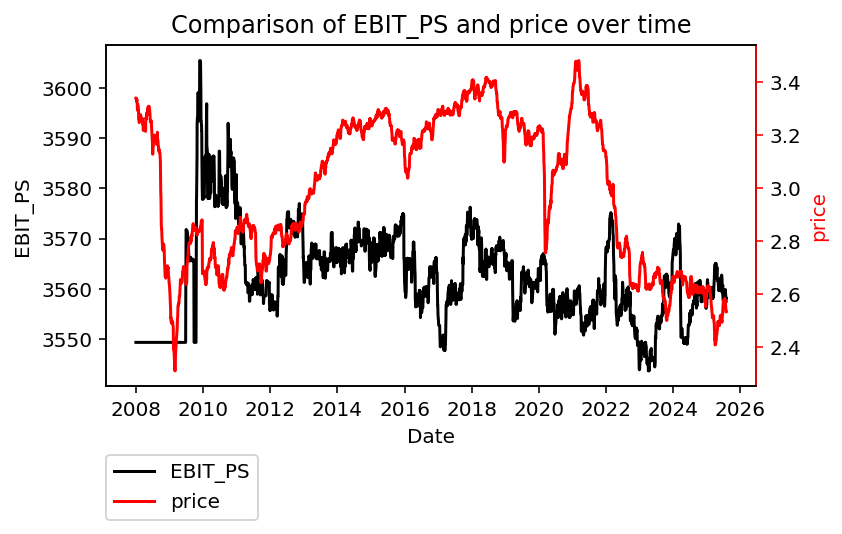 Comparison of EBIT_PS and price over time
EBIT_PS
3600
3590
3580
3570
3560
3550
3.4
3.2
3.0
2.8
2.6
2.4
price
2008 2010 2012 2014 2016 2018 2020 2022 2024 2026
Date
EBIT_PS
price